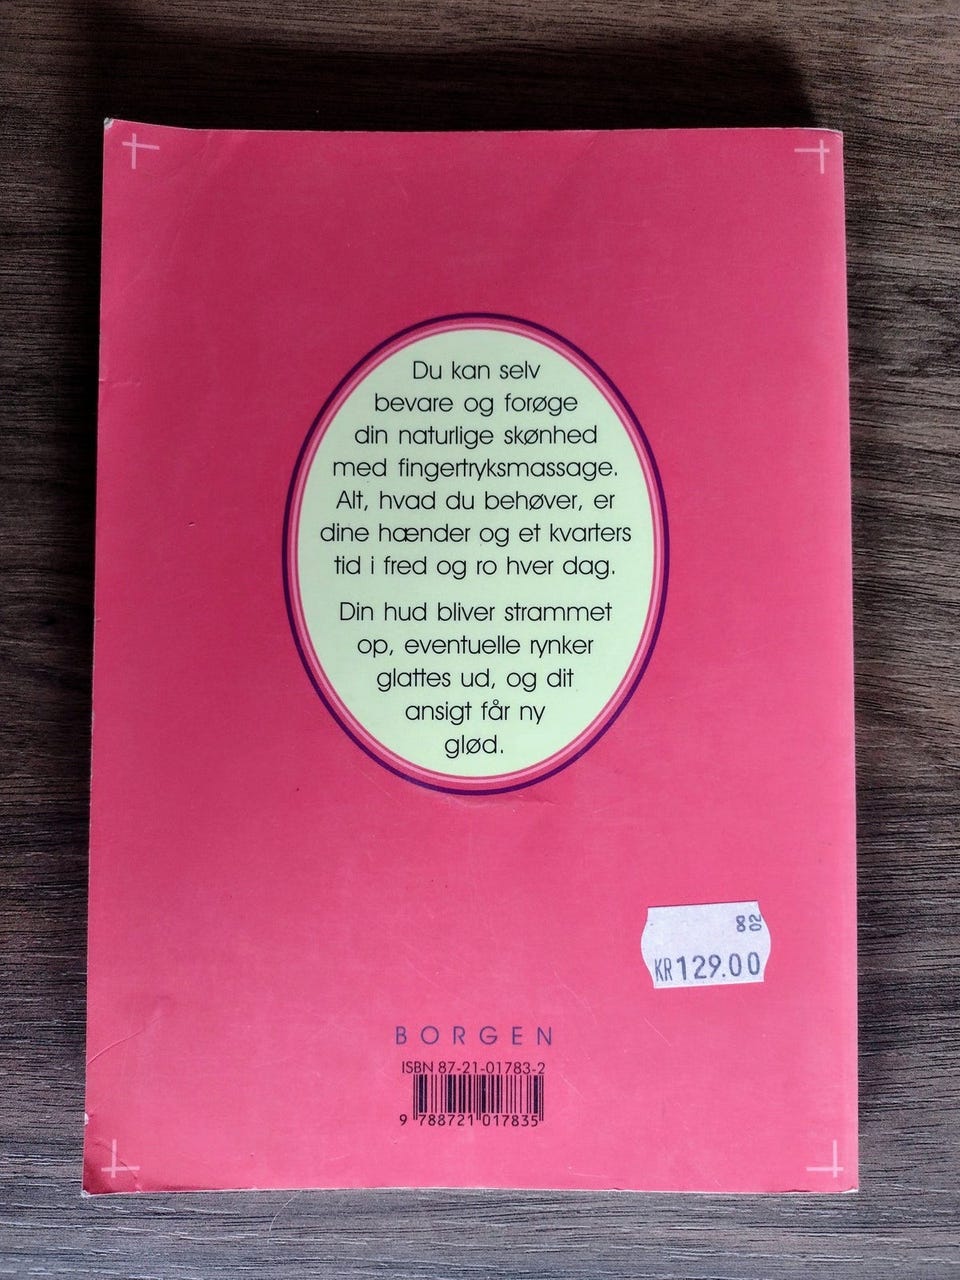 Du kan selv
bevare og forøge
din naturlige skønhed
med fingertryksmassage.
Alt, hvad du behøver, er
dine hænder og et kvarters
tid i fred og ro hver dag.
Din hud bliver strammet
op, eventuelle rynker
glattes ud, og dit
ansigt får ny
glød.
8 02
KR 129.00
BORGEN
ISBN 87-21-01783-2
9 788721 017835